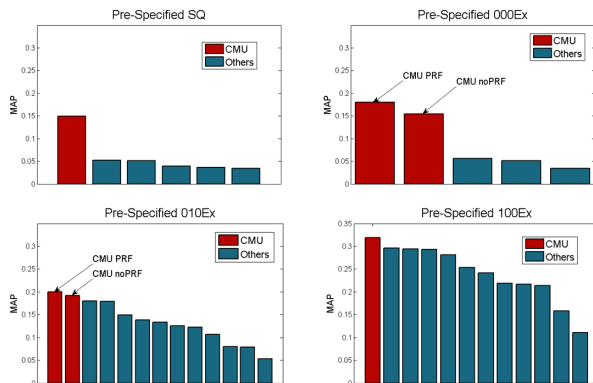 Pre-Specified SQ
MAP
0.3
0.25
0.2
0.15
0.1
0.05
0
CMU
Others
Pre-Specified 000Ex
MAP
0.3
0.25
0.2
0.15
0.1
0.05
0
CMU PRF
CMU noPRF
CMU
Others
Pre-Specified 010Ex
MAP
0.3
0.25
0.2
0.15
0.1
0.05
0
CMU PRF
CMU noPRF
CMU
Others
Pre-Specified 100Ex
MAP
0.35
0.3
0.25
0.2
0.15
0.1
0.05
0
CMU
Others